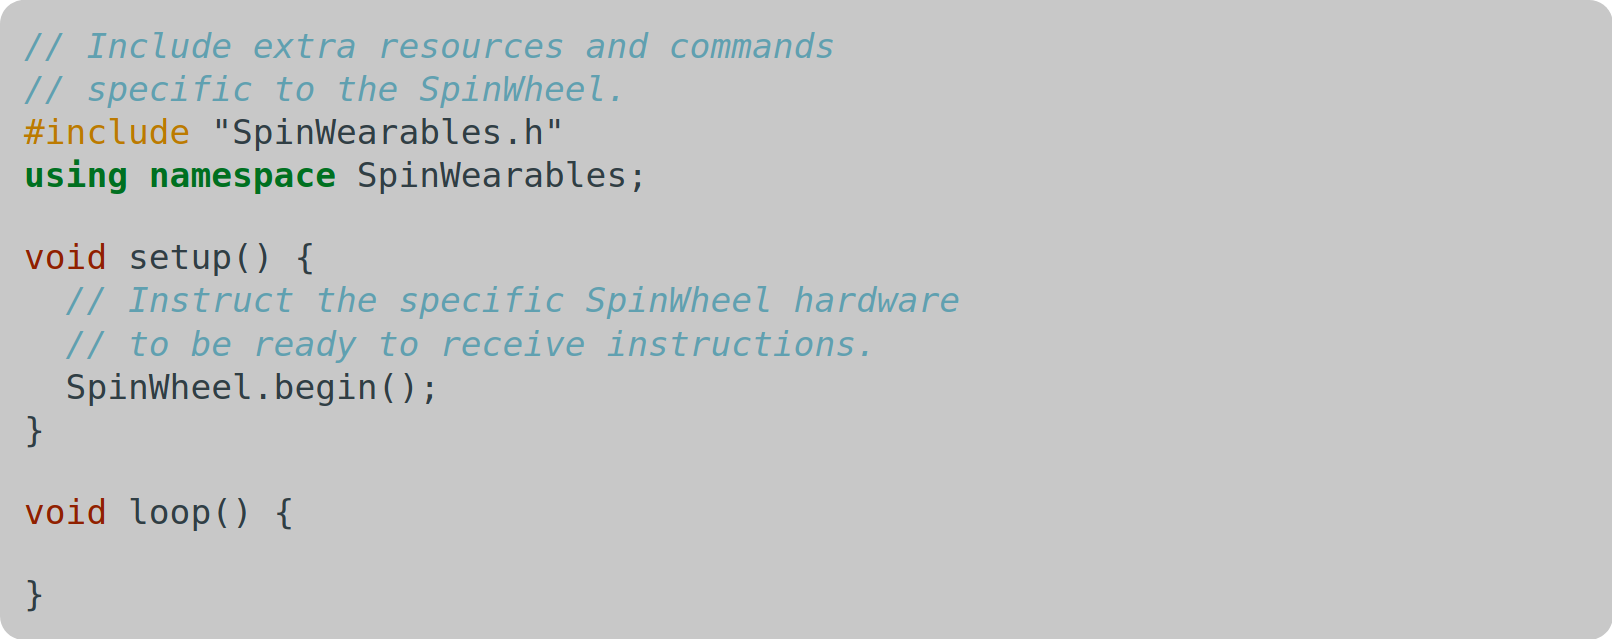 // Include extra resources and commands
// specific to the SpinWheel.
#include "SpinWearables.h"
using namespace SpinWearables;

void setup() {
  // Instruct the specific SpinWheel hardware
  // to be ready to receive instructions.
  SpinWheel.begin();
}

void loop() {

}